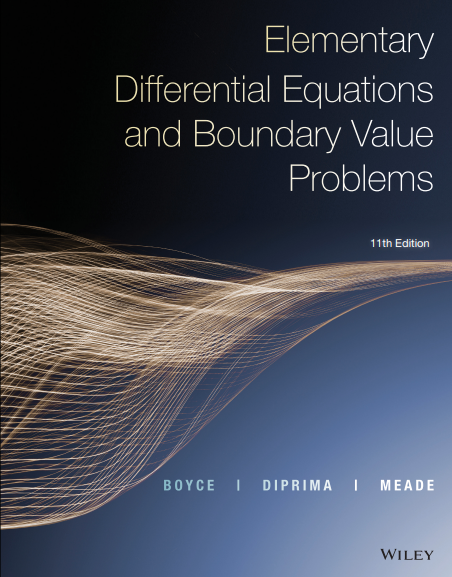 Elementary
Differential Equations
and Boundary Value
Problems
11th Edition
BOYCE | DIPRIMA | MEADE
WILEY